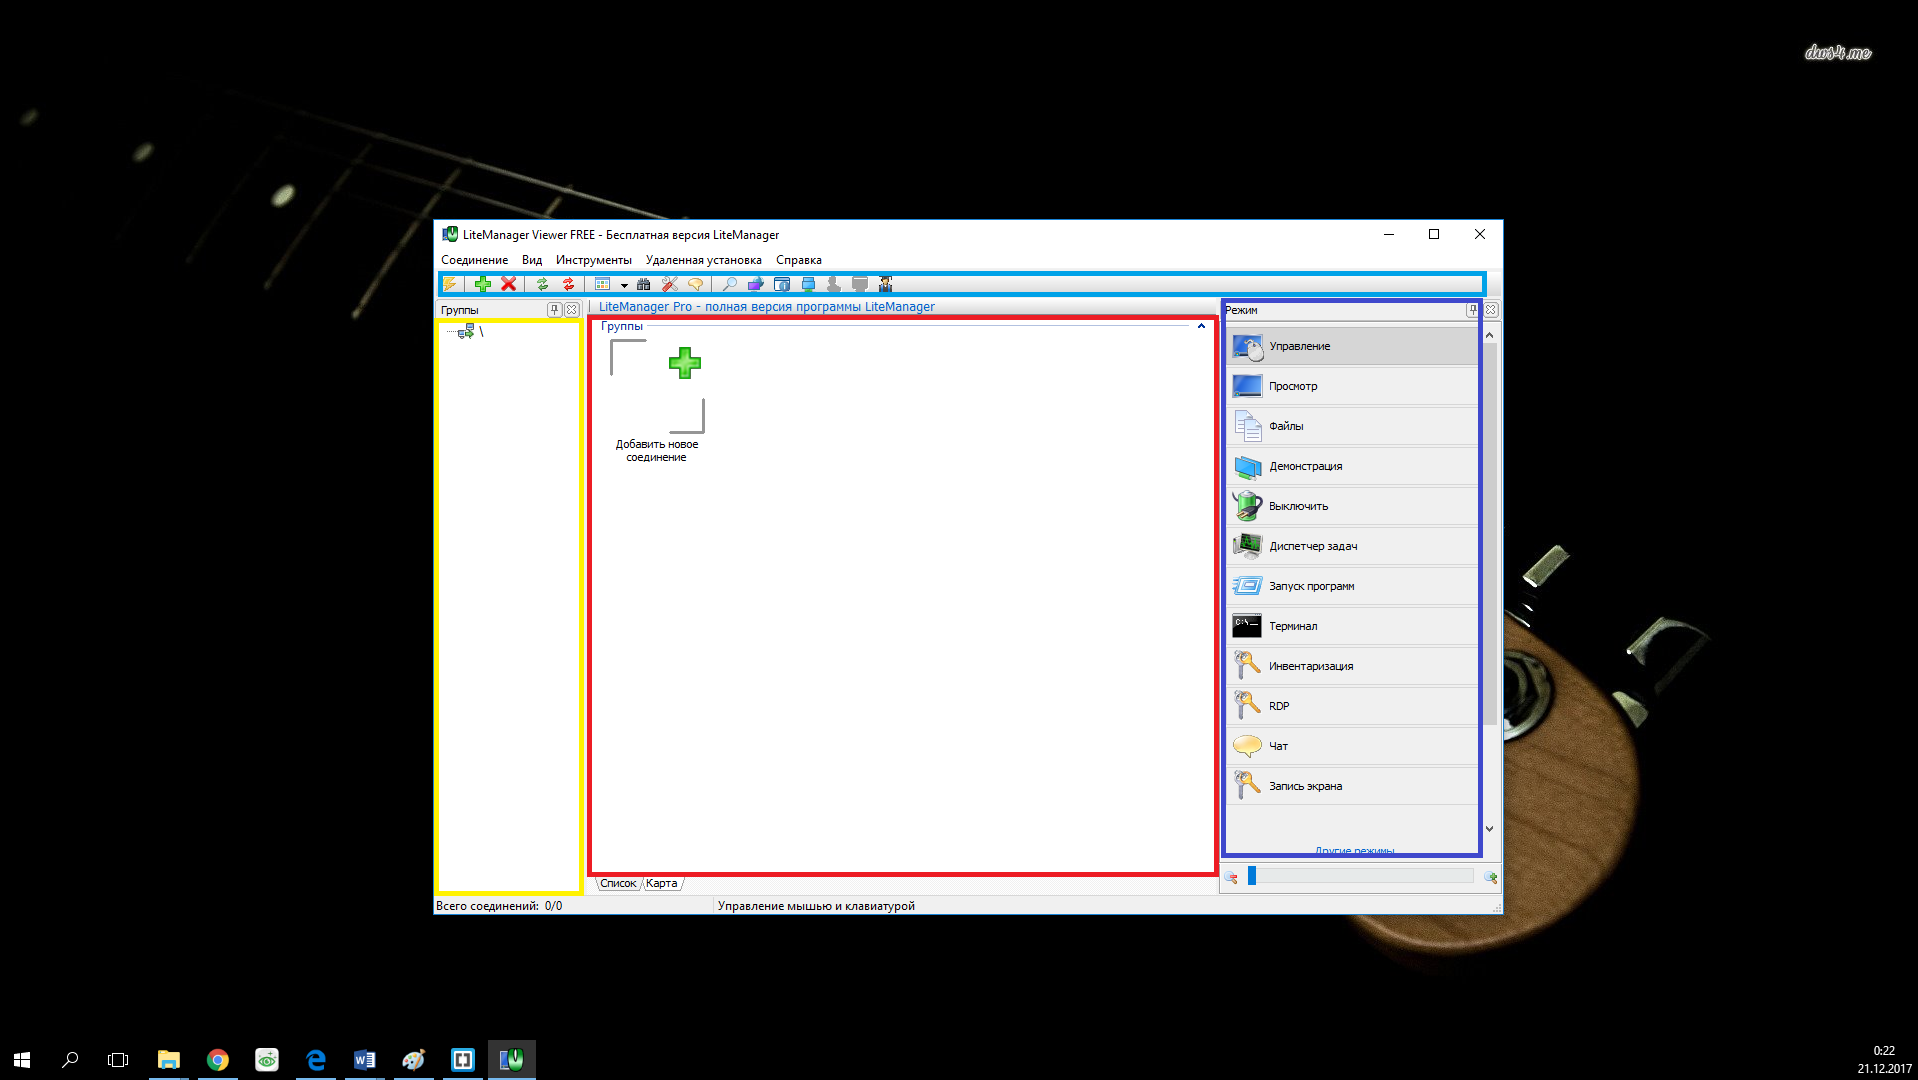 dws4.me
LiteManager Viewer FREE - Бесплатная версия LiteManager
Соединение Вид Инструменты Удаленная установка Справка
Группы
\
LiteManager Pro - полная версия программы LiteManager
Группы
Добавить новое
соединение
Режим
Управление
Просмотр
Файлы
Демонстрация
Выключить
Диспетчер задач
Запуск программ
C:\_
Терминал
Инвентаризация
RDP
Чат
Запись экрана
Другие режимы
Список Карта
Всего соединений: 0/0 Управление мышью и клавиатурой
0:22
21.12.2017